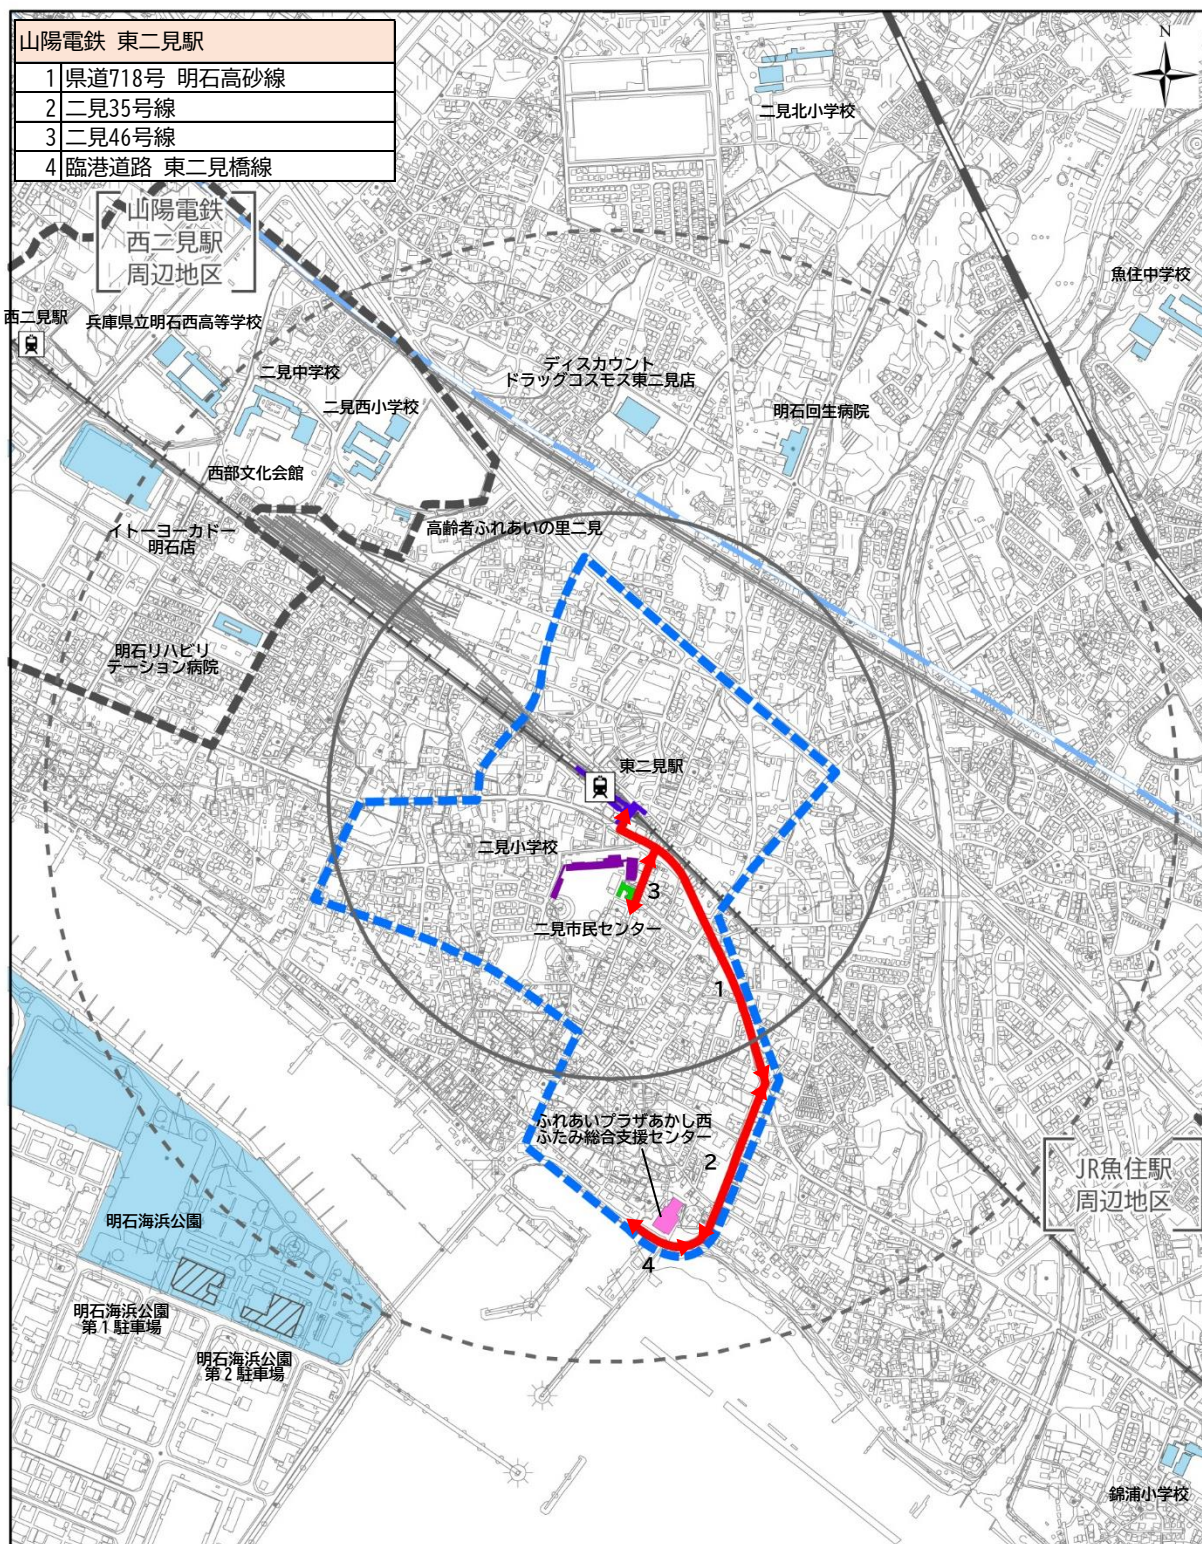 山陽電鉄 東二見駅
1 県道718号 明石高砂線
2 二見35号線
3 二見46号線
4 臨港道路 東二見橋線
N
二見北小学校
山陽電鉄
西二見駅
周辺地区
魚住中学校
西二見駅
兵庫県立明石西高等学校
二見中学校
二見西小学校
ディスカウント
ドラッグコスモス東二見店
明石回生病院
西部文化会館
イトーヨーカドー
明石店
高齢者ふれあいの里二見
明石リハビリ
テーション病院
東二見駅
二見小学校
3
二見市民センター
1
ふれあいプラザあかし西
ふたみ総合支援センター
2
JR魚住駅
周辺地区
明石海浜公園
4
明石海浜公園
第1駐車場
明石海浜公園
第2駐車場
錦浦小学校